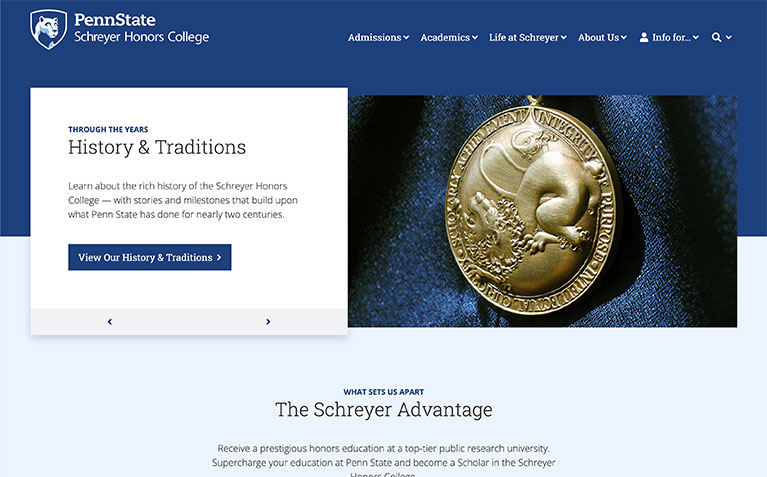 PennState
Schreyer Honors College
Admissions
Academics
Life at Schreyer
About Us
Info for...
THROUGH THE YEARS
History & Traditions
Learn about the rich history of the Schreyer Honors
College — with stories and milestones that build upon
what Penn State has done for nearly two centuries.
View Our History & Traditions
SCHOLARLY ACHIEVEMENT INTEGRITY OF PURPOSE
WHAT SETS US APART
The Schreyer Advantage
Receive a prestigious honors education at a top-tier public research university.
Supercharge your education at Penn State and become a Scholar in the Schreyer
Honors College